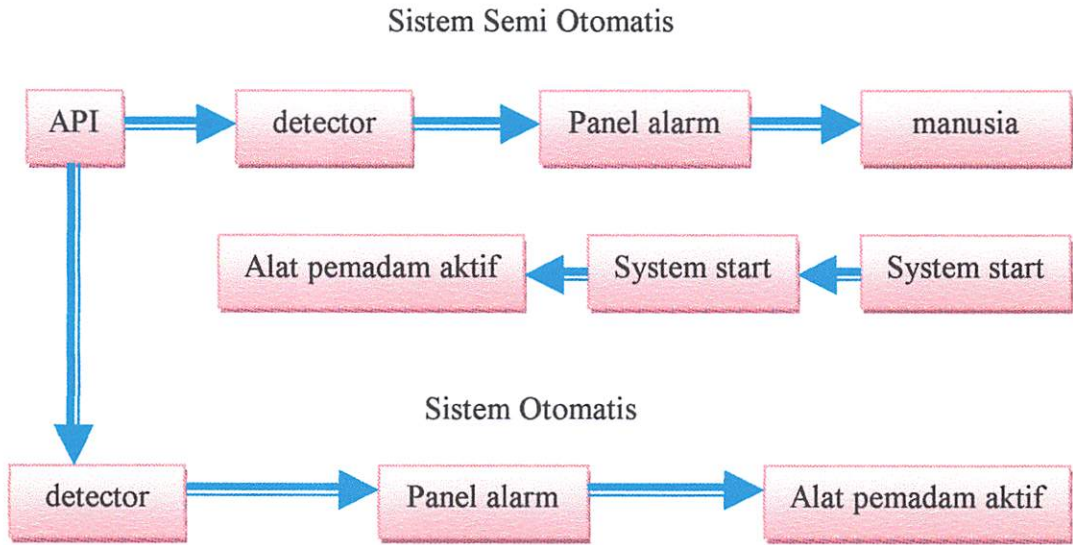 Sistem Semi Otomatis
API
detector
Panel alarm
manusia
Alat pemadam aktif
System start
System start
Sistem Otomatis
detector
Panel alarm
Alat pemadam aktif